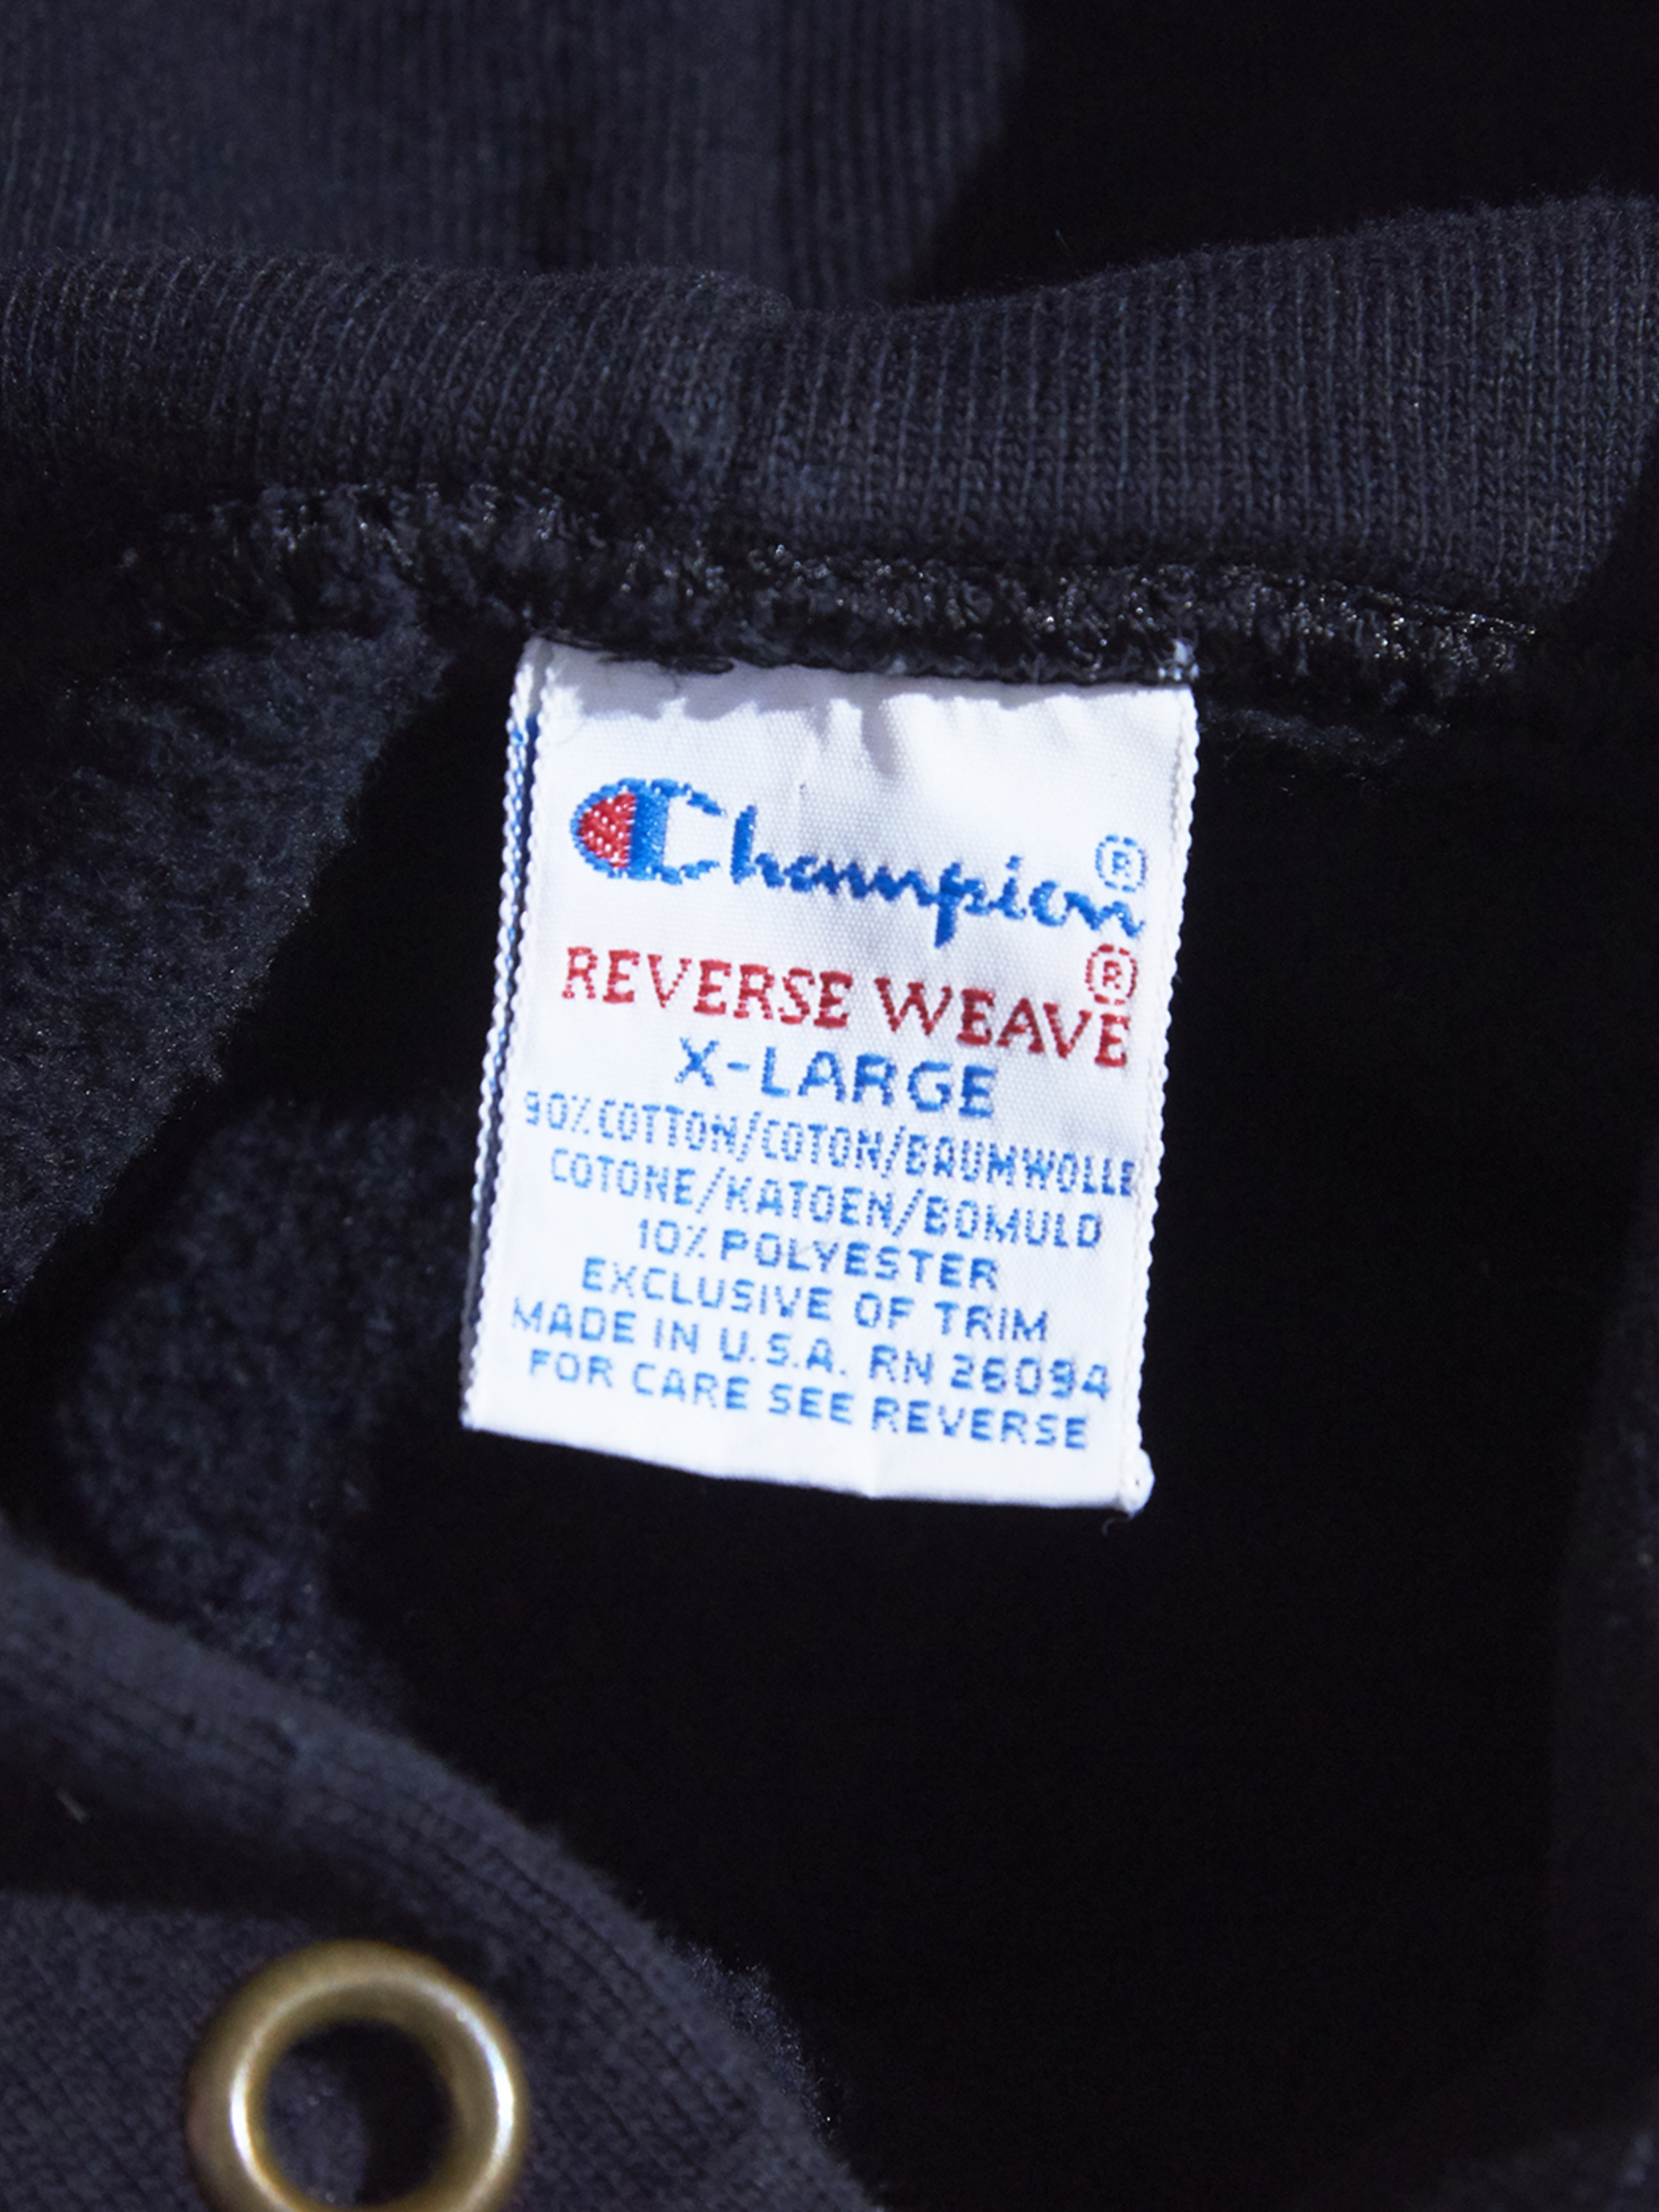 Champion®
REVERSE WEAVE®
X-LARGE
90% COTTON/COTON/BAUMWOLLE
COTONE/KATOEN/BOMULD
10% POLYESTER
EXCLUSIVE OF TRIM
MADE IN U.S.A. RN 26094
FOR CARE SEE REVERSE